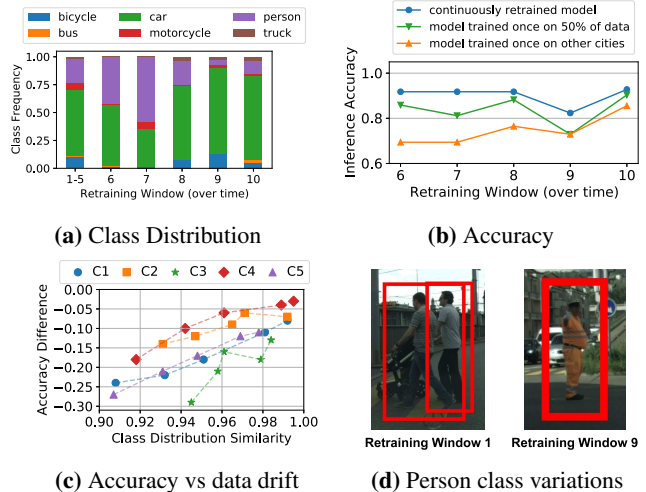 bicycle car person
bus motorcycle truck
1.00
0.75
0.50
0.25
0.00
Class Frequency
1-5 6 7 8 9 10
Retraining Window (over time)
(a) Class Distribution
continuously retrained model
model trained once on 50% of data
model trained once on other cities
1.0
0.8
0.6
Inference Accuracy
6 7 8 9 10
Retraining Window (over time)
(b) Accuracy
C1 C2 C3 C4 C5
0.00
−0.05
−0.10
−0.15
−0.20
−0.25
−0.30
Accuracy Difference
0.90 0.92 0.94 0.96 0.98 1.00
Class Distribution Similarity
(c) Accuracy vs data drift
Retraining Window 1 Retraining Window 9
(d) Person class variations